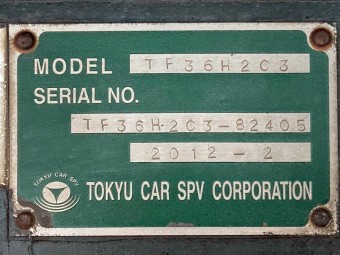 MODEL TF36H2C3
SERIAL NO.
TF36H2C3-82405
2012-2
TOKYU CAR SPV
TOKYU CAR SPV CORPORATION